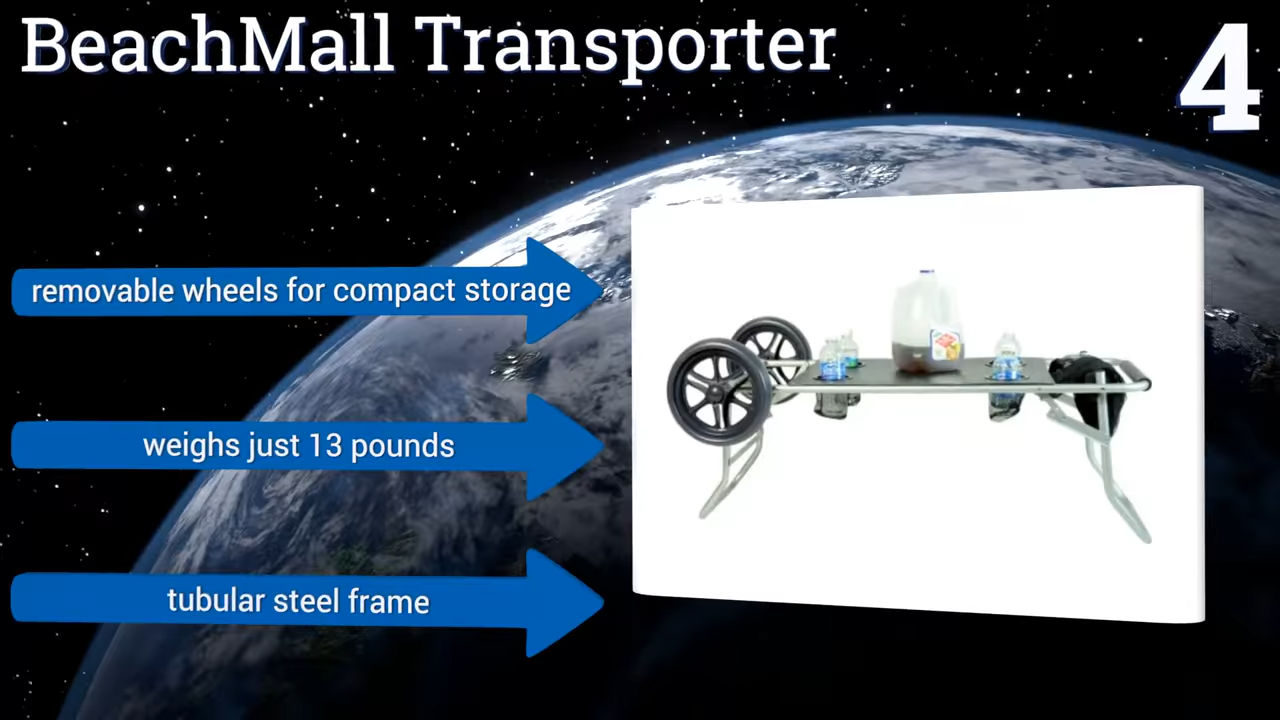 BeachMall Transporter
4
removable wheels for compact storage
weighs just 13 pounds
tubular steel frame